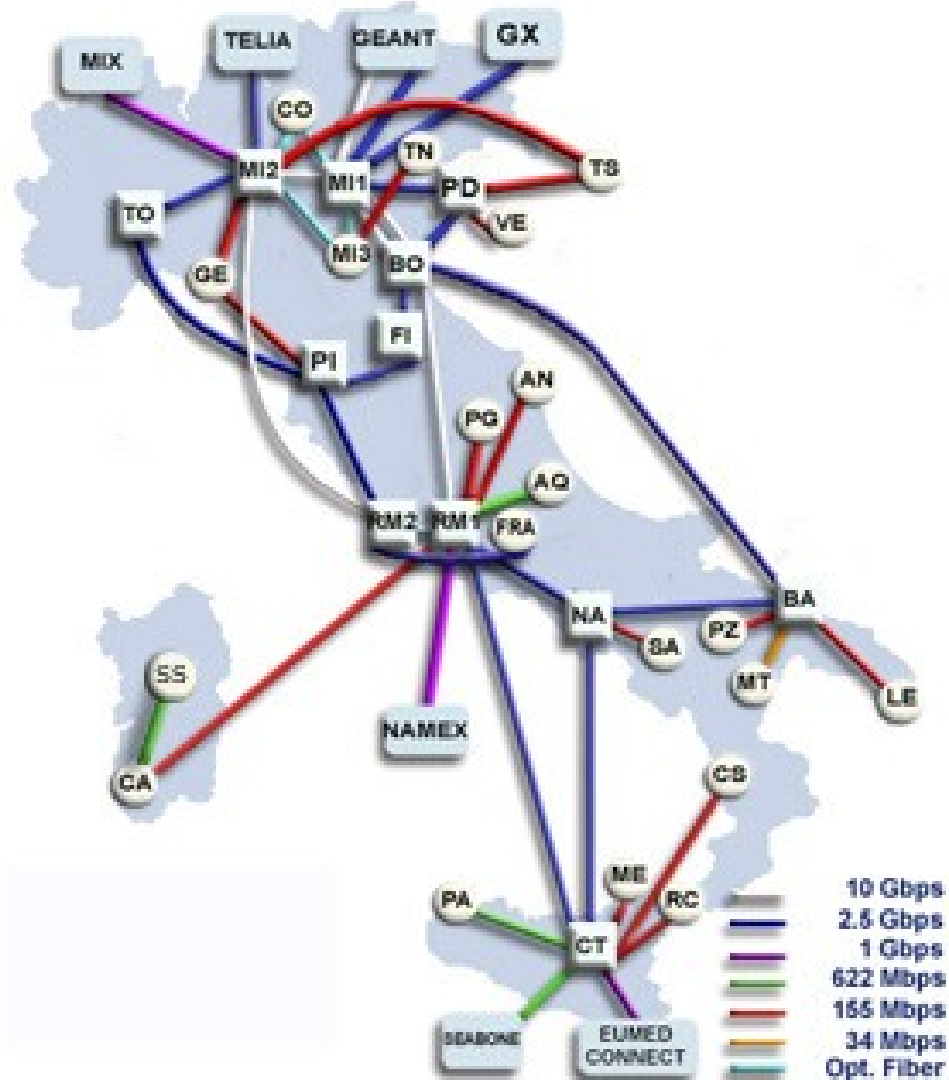 MIX
TELIA
GEANT
GX
CO
MI2
MI1
TN
PD
TS
TO
VE
MI3
BO
GE
FI
PI
AN
PG
AQ
RM2
RM1
FRA
NA
BA
PZ
SA
MT
LE
SS
CA
NAMEX
CS
ME
RC
PA
CT
SEABONE
EUMED
CONNECT
10 Gbps
2.5 Gbps
1 Gbps
622 Mbps
155 Mbps
34 Mbps
Opt. Fiber